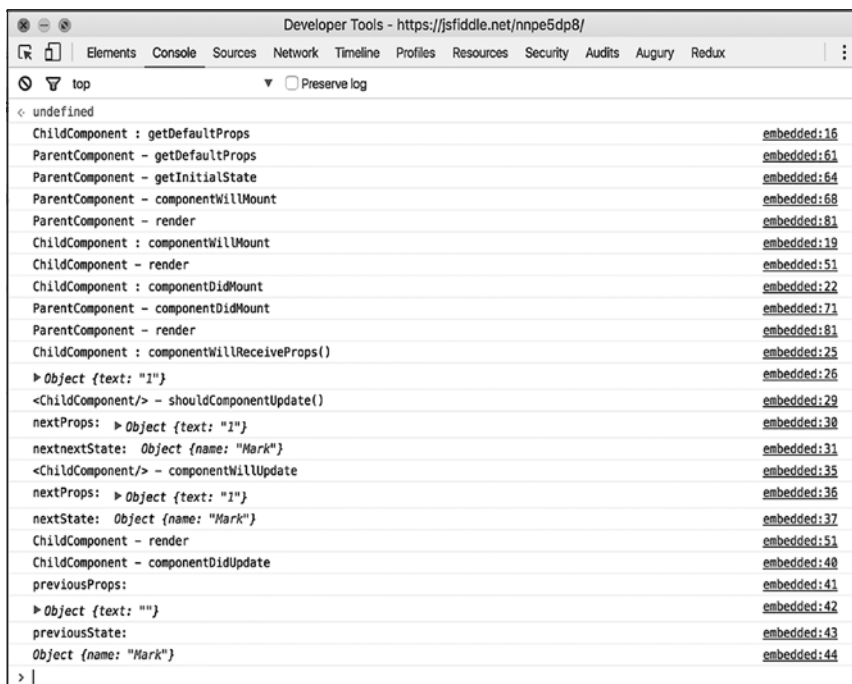 Developer Tools - https://jsfiddle.net/nnpe5dp8/
Elements Console Sources Network Timeline Profiles Resources Security Audits Augury Redux
top Preserve log
undefined
ChildComponent : getDefaultProps embedded:16
ParentComponent – getDefaultProps embedded:61
ParentComponent – getInitialState embedded:64
ParentComponent – componentWillMount embedded:68
ParentComponent – render embedded:81
ChildComponent : componentWillMount embedded:19
ChildComponent – render embedded:51
ChildComponent : componentDidMount embedded:22
ParentComponent – componentDidMount embedded:71
ParentComponent – render embedded:81
ChildComponent : componentWillReceiveProps() embedded:25
Object {text: "1"} embedded:26
<ChildComponent/> – shouldComponentUpdate() embedded:29
nextProps: Object {text: "1"} embedded:30
nextnextState: Object {name: "Mark"} embedded:31
<ChildComponent/> – componentWillUpdate embedded:35
nextProps: Object {text: "1"} embedded:36
nextState: Object {name: "Mark"} embedded:37
ChildComponent – render embedded:51
ChildComponent – componentDidUpdate embedded:40
previousProps: embedded:41
Object {text: ""} embedded:42
previousState: embedded:43
Object {name: "Mark"} embedded:44
>